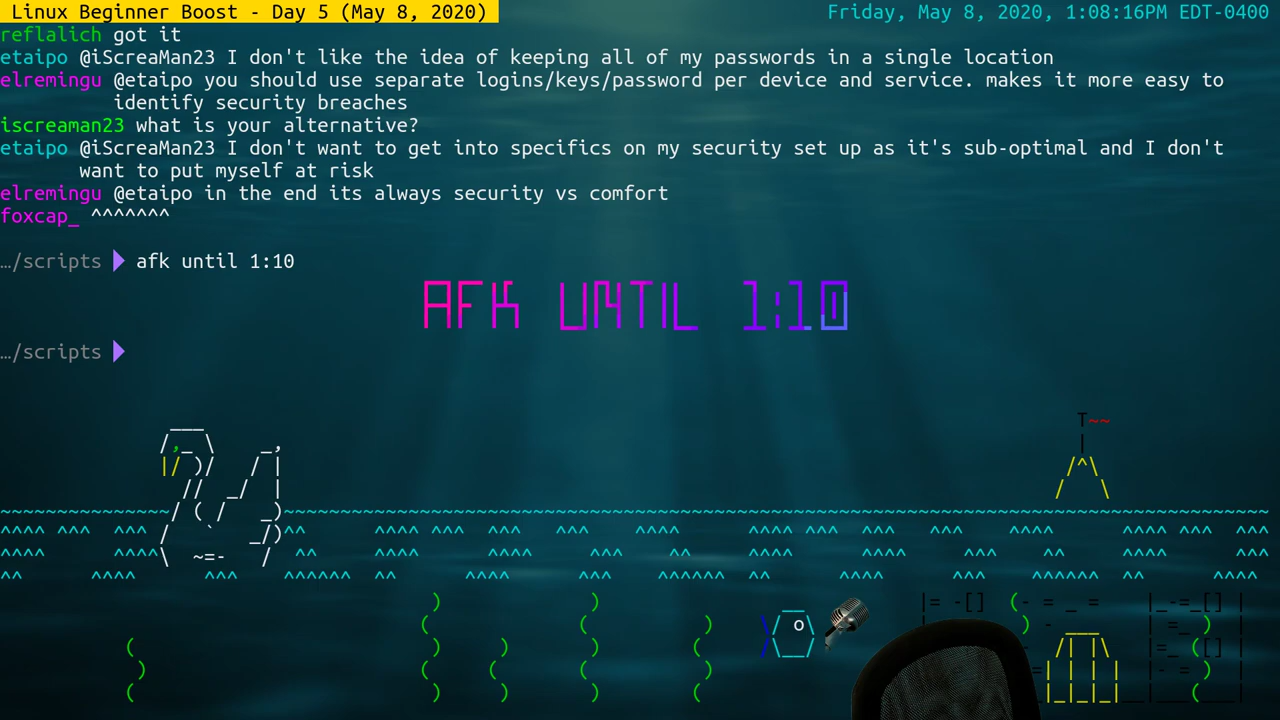 Linux Beginner Boost - Day 5 (May 8, 2020)
Friday, May 8, 2020, 1:08:16PM EDT-0400
reflalich got it
etaipo @iScreaMan23 I don't like the idea of keeping all of my passwords in a single location
elremingu @etaipo you should use separate logins/keys/password per device and service. makes it more easy to
identify security breaches
iscreaman23 what is your alternative?
etaipo @iScreaMan23 I don't want to get into specifics on my security set up as it's sub-optimal and I don't
want to put myself at risk
elremingu @etaipo in the end its always security vs comfort
foxcap_ ^^^^^^^
…/scripts afk until 1:10
AFK UNTIL 1:10
…/scripts